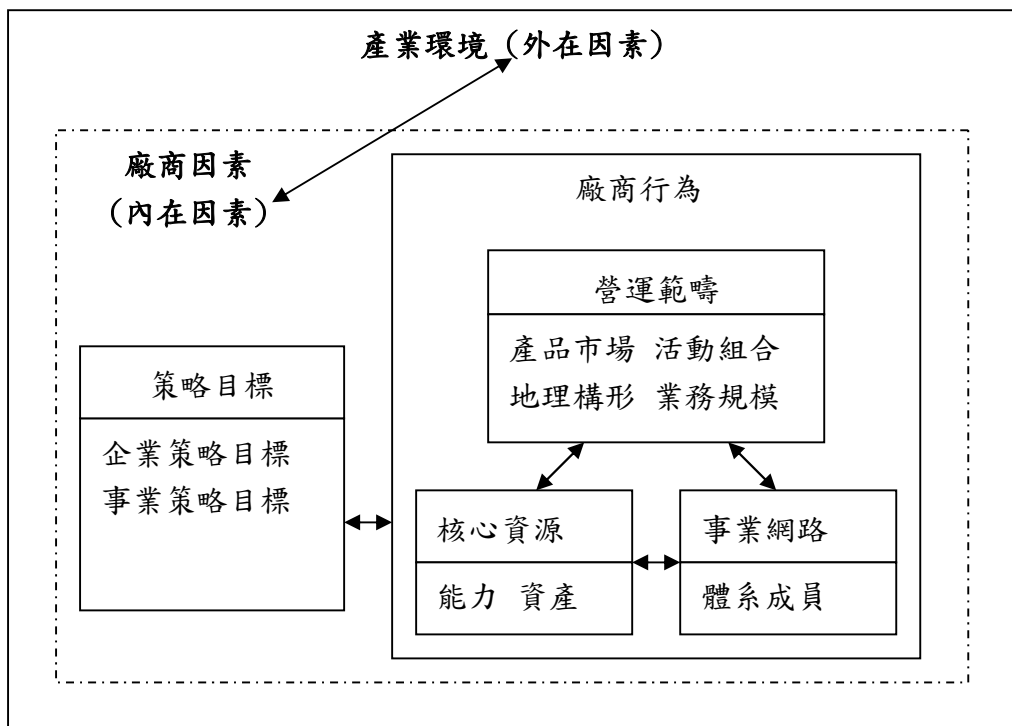 產業環境（外在因素）
廠商因素
（內在因素）
廠商行為
營運範疇
產品市場 活動組合
地理構形 業務規模
策略目標
企業策略目標
事業策略目標
核心資源
能力 資產
事業網路
體系成員